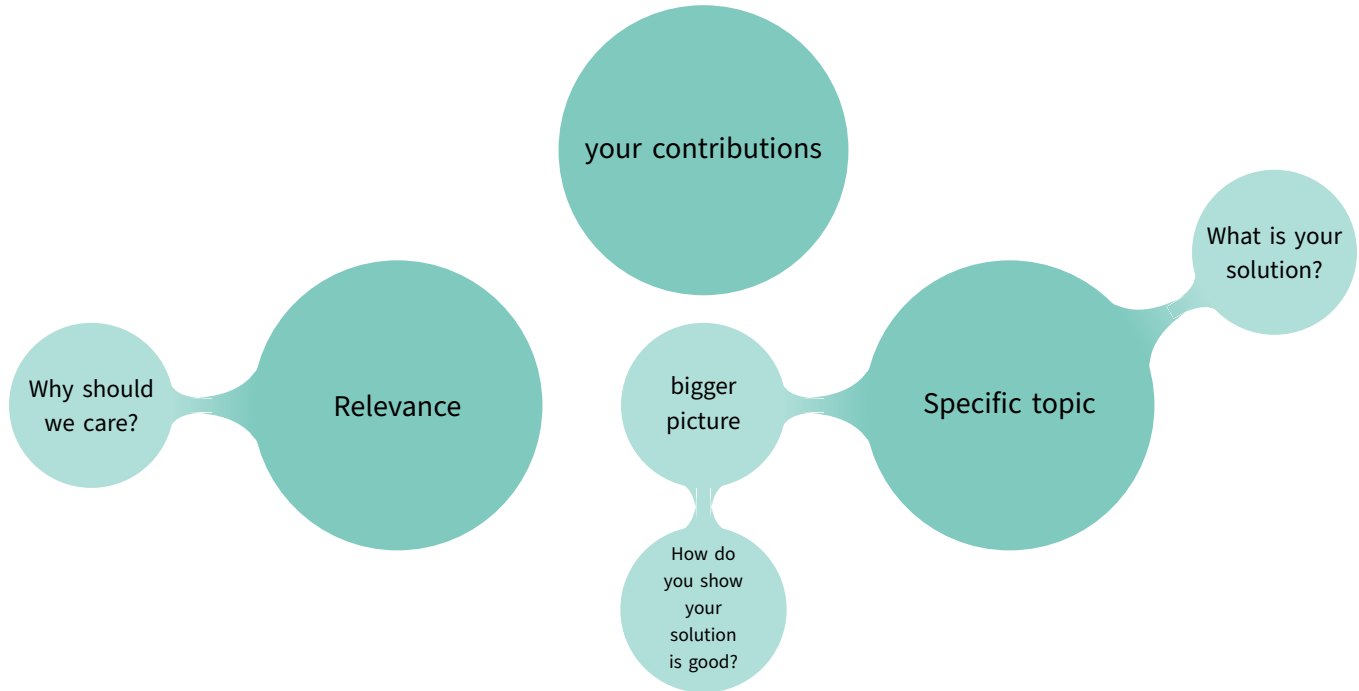 your contributions
What is your
solution?
Why should
we care?
Relevance
bigger
picture
Specific topic
How do
you show
your
solution
is good?